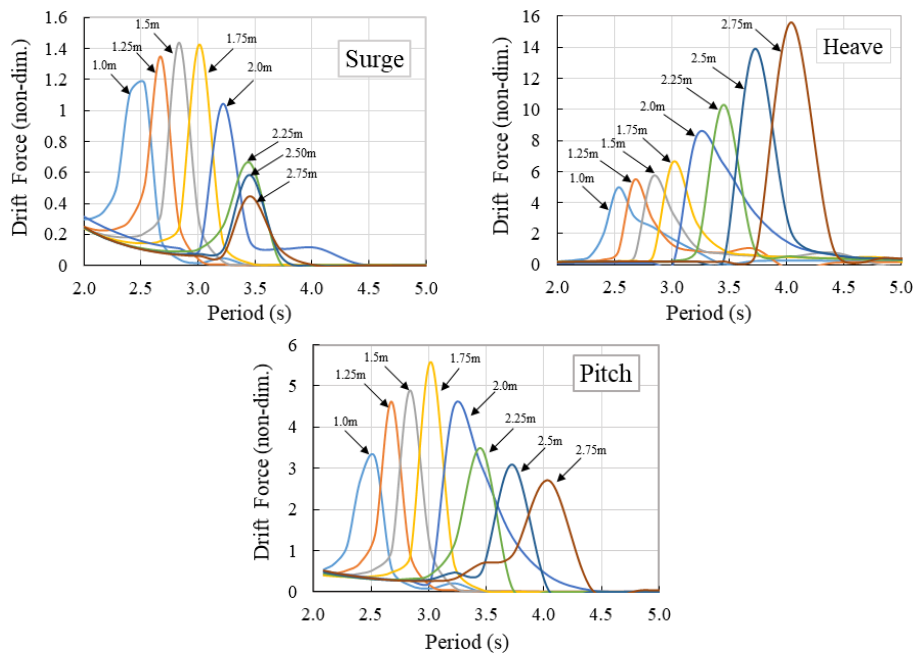 1.6
1.4
1.2
1
0.8
0.6
0.4
0.2
0
Drift Force (non-dim.)
1.0m
1.25m
1.5m
1.75m
2.0m
2.25m
2.50m
2.75m
Surge
2.0 2.5 3.0 3.5 4.0 4.5 5.0
Period (s)
16
14
12
10
8
6
4
2
0
Drift Force (non-dim.)
1.0m
1.25m
1.5m
1.75m
2.0m
2.25m
2.5m
2.75m
Heave
2.0 2.5 3.0 3.5 4.0 4.5 5.0
Period (s)
6
5
4
3
2
1
0
Drift Force (non-dim.)
1.0m
1.25m
1.5m
1.75m
2.0m
2.25m
2.5m
2.75m
Pitch
2.0 2.5 3.0 3.5 4.0 4.5 5.0
Period (s)